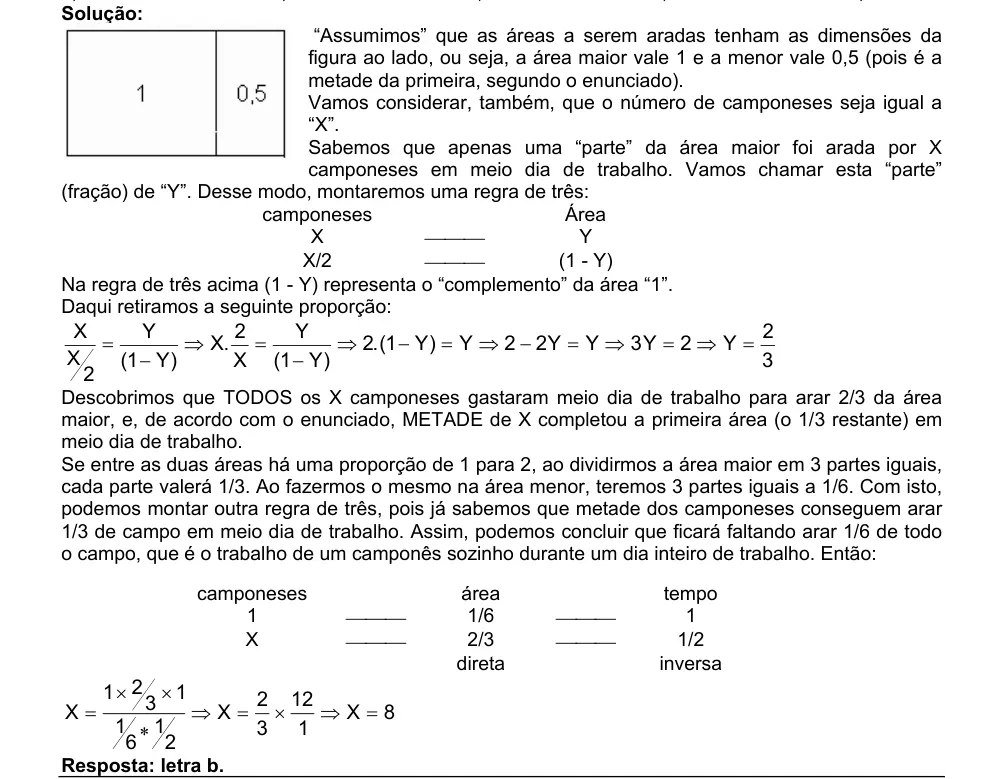 Solução:
"Assumimos" que as áreas a serem aradas tenham as dimensões da
figura ao lado, ou seja, a área maior vale 1 e a menor vale 0,5 (pois é a
metade da primeira, segundo o enunciado).
1 0,5
Vamos considerar, também, que o número de camponeses seja igual a
"X".
Sabemos que apenas uma "parte" da área maior foi arada por X
camponeses em meio dia de trabalho. Vamos chamar esta "parte"
(fração) de "Y". Desse modo, montaremos uma regra de três:
camponeses Área
X ——— Y
X/2 ——— (1 - Y)
Na regra de três acima (1 - Y) representa o "complemento" da área "1".
Daqui retiramos a seguinte proporção:
X/(X/2) = Y/(1 − Y) ⇒ X.2/X = Y/(1 − Y) ⇒ 2.(1 − Y) = Y ⇒ 2 − 2Y = Y ⇒ 3Y = 2 ⇒ Y = 2/3
Descobrimos que TODOS os X camponeses gastaram meio dia de trabalho para arar 2/3 da área
maior, e, de acordo com o enunciado, METADE de X completou a primeira área (o 1/3 restante) em
meio dia de trabalho.
Se entre as duas áreas há uma proporção de 1 para 2, ao dividirmos a área maior em 3 partes iguais,
cada parte valerá 1/3. Ao fazermos o mesmo na área menor, teremos 3 partes iguais a 1/6. Com isto,
podemos montar outra regra de três, pois já sabemos que metade dos camponeses conseguem arar
1/3 de campo em meio dia de trabalho. Assim, podemos concluir que ficará faltando arar 1/6 de todo
o campo, que é o trabalho de um camponês sozinho durante um dia inteiro de trabalho. Então:
camponeses área tempo
1 ——— 1/6 ——— 1
X ——— 2/3 ——— 1/2
direta inversa
X = (1 × 2/3 × 1)/(1/6 * 1/2) ⇒ X = 2/3 × 12/1 ⇒ X = 8
Resposta: letra b.